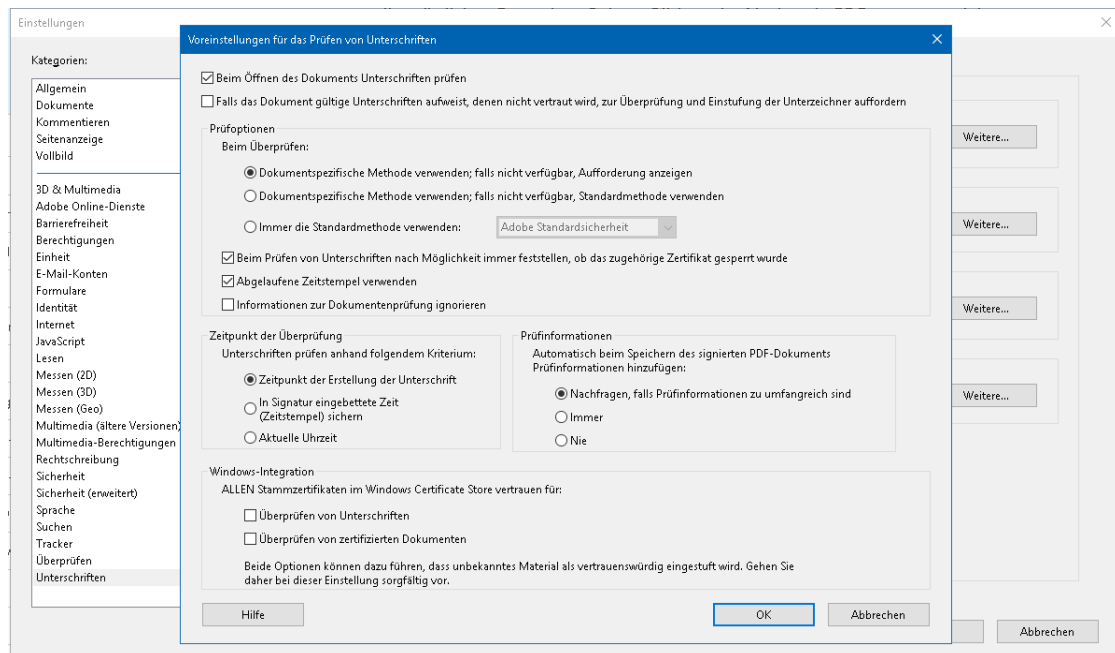 Einstellungen
Voreinstellungen für das Prüfen von Unterschriften
Kategorien:
Allgemein
Dokumente
Kommentieren
Seitenanzeige
Vollbild
3D & Multimedia
Adobe Online-Dienste
Barrierefreiheit
Berechtigungen
Einheit
E-Mail-Konten
Formulare
Identität
Internet
JavaScript
Lesen
Messen (2D)
Messen (3D)
Messen (Geo)
Multimedia (ältere Versionen)
Multimedia-Berechtigungen
Rechtschreibung
Sicherheit
Sicherheit (erweitert)
Sprache
Suchen
Tracker
Überprüfen
Unterschriften
Beim Öffnen des Dokuments Unterschriften prüfen
Falls das Dokument gültige Unterschriften aufweist, denen nicht vertraut wird, zur Überprüfung und Einstufung der Unterzeichner auffordern
Prüfoptionen
Beim Überprüfen:
Dokumentspezifische Methode verwenden; falls nicht verfügbar, Aufforderung anzeigen
Dokumentspezifische Methode verwenden; falls nicht verfügbar, Standardmethode verwenden
Immer die Standardmethode verwenden: Adobe Standardsicherheit
Beim Prüfen von Unterschriften nach Möglichkeit immer feststellen, ob das zugehörige Zertifikat gesperrt wurde
Abgelaufene Zeitstempel verwenden
Informationen zur Dokumentenprüfung ignorieren
Zeitpunkt der Überprüfung
Unterschriften prüfen anhand folgendem Kriterium:
Zeitpunkt der Erstellung der Unterschrift
In Signatur eingebettete Zeit
(Zeitstempel) sichern
Aktuelle Uhrzeit
Prüfinformationen
Automatisch beim Speichern des signierten PDF-Dokuments
Prüfinformationen hinzufügen:
Nachfragen, falls Prüfinformationen zu umfangreich sind
Immer
Nie
Windows-Integration
ALLEN Stammzertifikaten im Windows Certificate Store vertrauen für:
Überprüfen von Unterschriften
Überprüfen von zertifizierten Dokumenten
Beide Optionen können dazu führen, dass unbekanntes Material als vertrauenswürdig eingestuft wird. Gehen Sie
daher bei dieser Einstellung sorgfältig vor.
Hilfe
OK
Abbrechen
Weitere...
Weitere...
Weitere...
Weitere...
Abbrechen